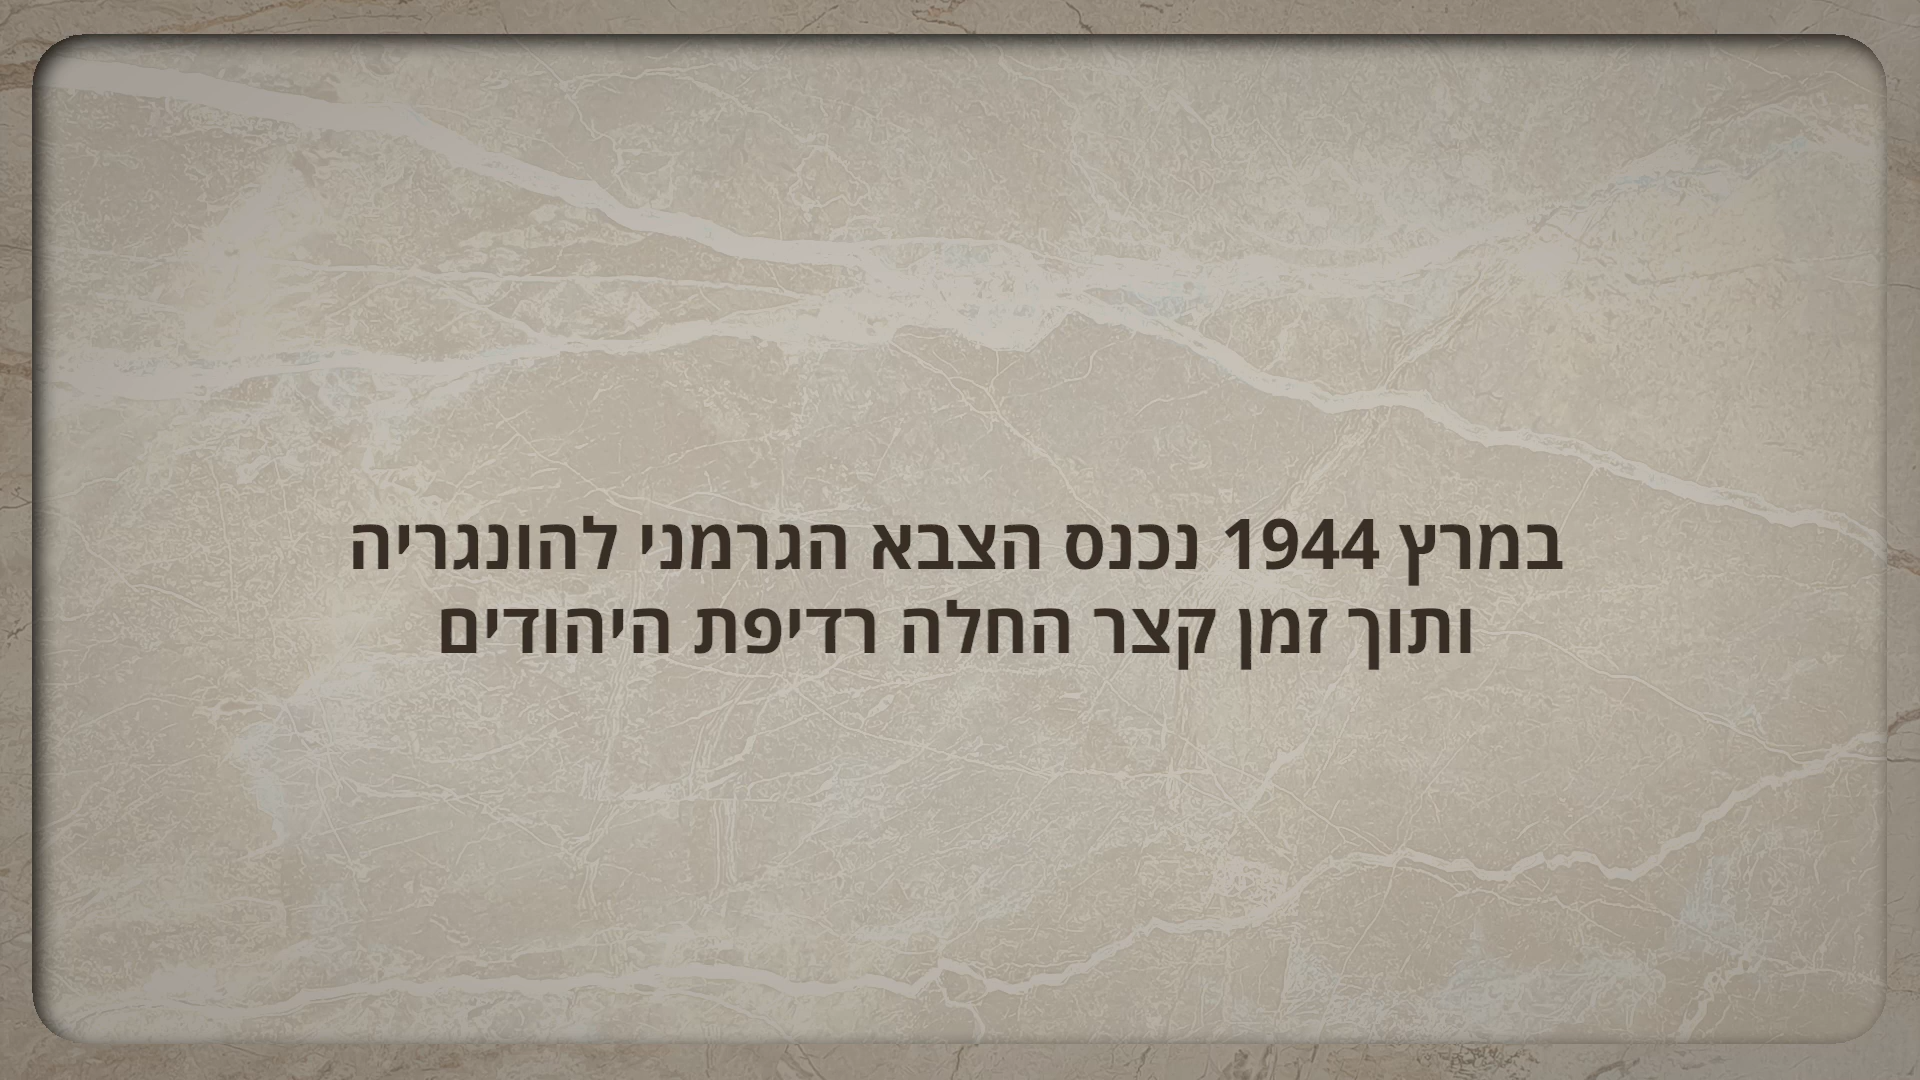 במרץ 1944 נכנס הצבא הגרמני להונגריה
ותוך זמן קצר החלה רדיפת היהודים